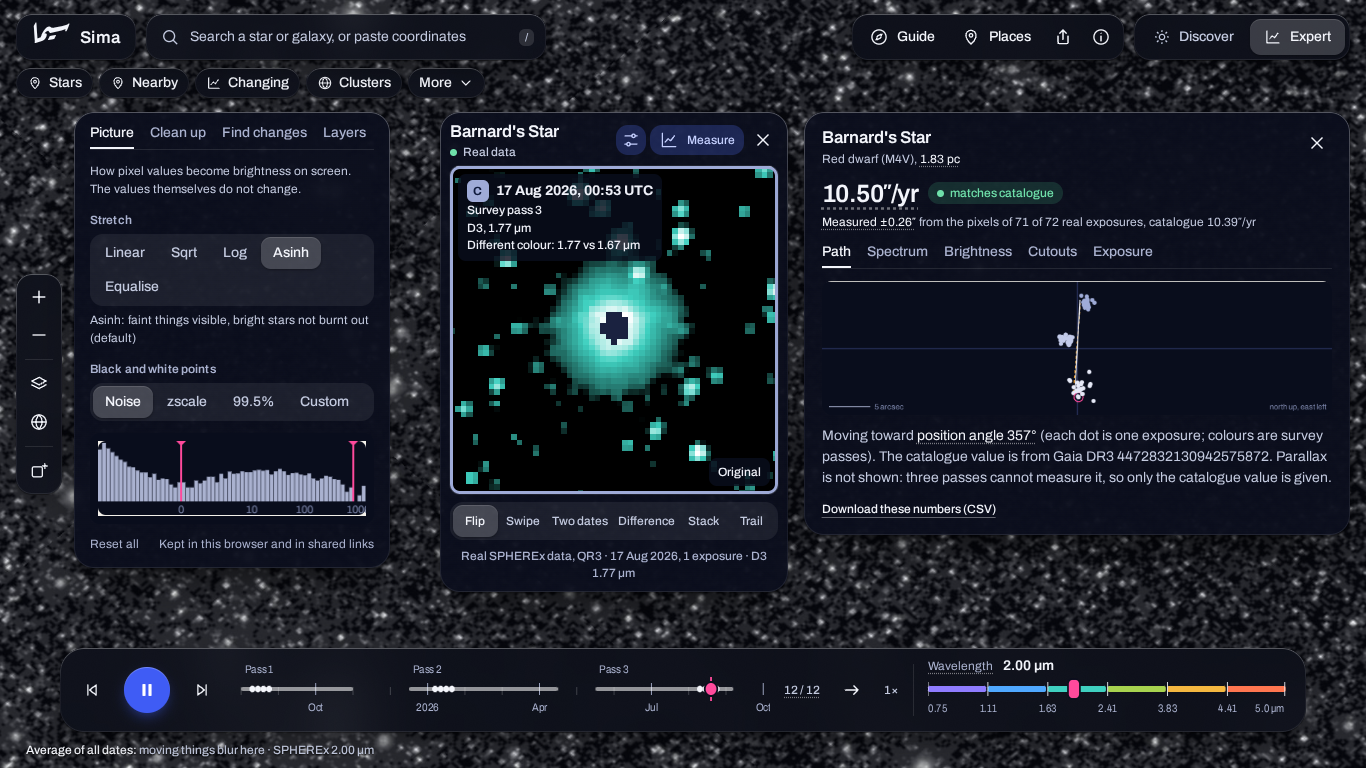 Sima
Search a star or galaxy, or paste coordinates
/
Guide
Places
Discover
Expert
Stars
Nearby
Changing
Clusters
More
Picture
Clean up
Find changes
Layers
How pixel values become brightness on screen.
The values themselves do not change.
Stretch
Linear
Sqrt
Log
Asinh
Equalise
Asinh: faint things visible, bright stars not burnt out
(default)
Black and white points
Noise
zscale
99.5%
Custom
0
10
100
Reset all
Kept in this browser and in shared links
Barnard's Star
Real data
Measure
C
17 Aug 2026, 00:53 UTC
Survey pass 3
D3, 1.77 µm
Different colour: 1.77 vs 1.67 µm
Original
Flip
Swipe
Two dates
Difference
Stack
Trail
Real SPHEREx data, QR3 · 17 Aug 2026, 1 exposure · D3
1.77 µm
Barnard's Star
Red dwarf (M4V), 1.83 pc
10.50″/yr
matches catalogue
Measured ±0.26″ from the pixels of 71 of 72 real exposures, catalogue 10.39″/yr
Path
Spectrum
Brightness
Cutouts
Exposure
5 arcsec
north up, east left
Moving toward position angle 357° (each dot is one exposure; colours are survey
passes). The catalogue value is from Gaia DR3 4472832130942575872. Parallax
is not shown: three passes cannot measure it, so only the catalogue value is given.
Download these numbers (CSV)
Pass 1
Oct
Pass 2
2026
Apr
Pass 3
Jul
Oct
12 / 12
1×
Wavelength
2.00 µm
0.75
1.11
1.63
2.41
3.83
4.41
5.0 µm
Average of all dates: moving things blur here · SPHEREx 2.00 µm